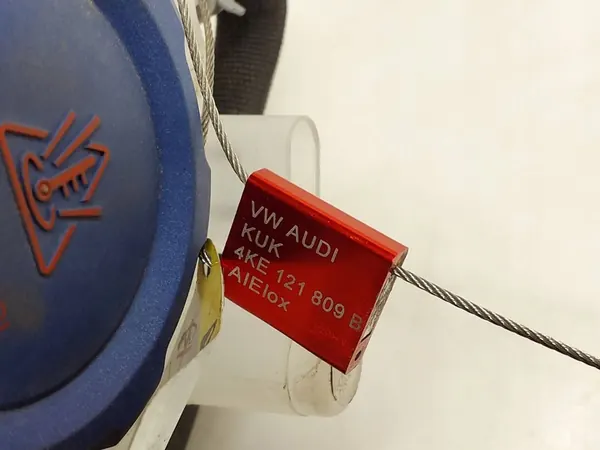 VW AUDI
KUK
4KE 121 809 B
AlElox